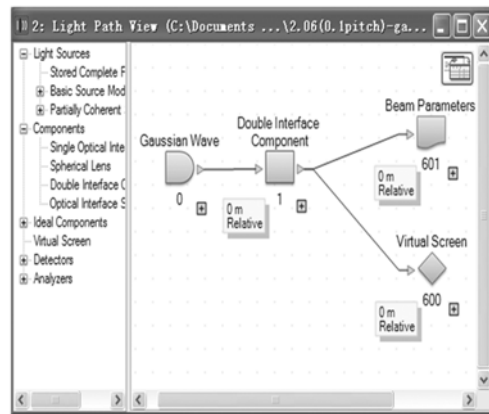 2: Light Path View (C:\Documents ...\2.06(0.1pitch)-ga...
Light Sources
Stored Complete F
Basic Source Mod
Partially Coherent
Components
Single Optical Inte
Spherical Lens
Double Interface C
Optical Interface S
Ideal Components
Virtual Screen
Detectors
Analyzers
Gaussian Wave
0
0 m
Relative
Double Interface
Component
1
Beam Parameters
601
0 m
Relative
Virtual Screen
600
0 m
Relative